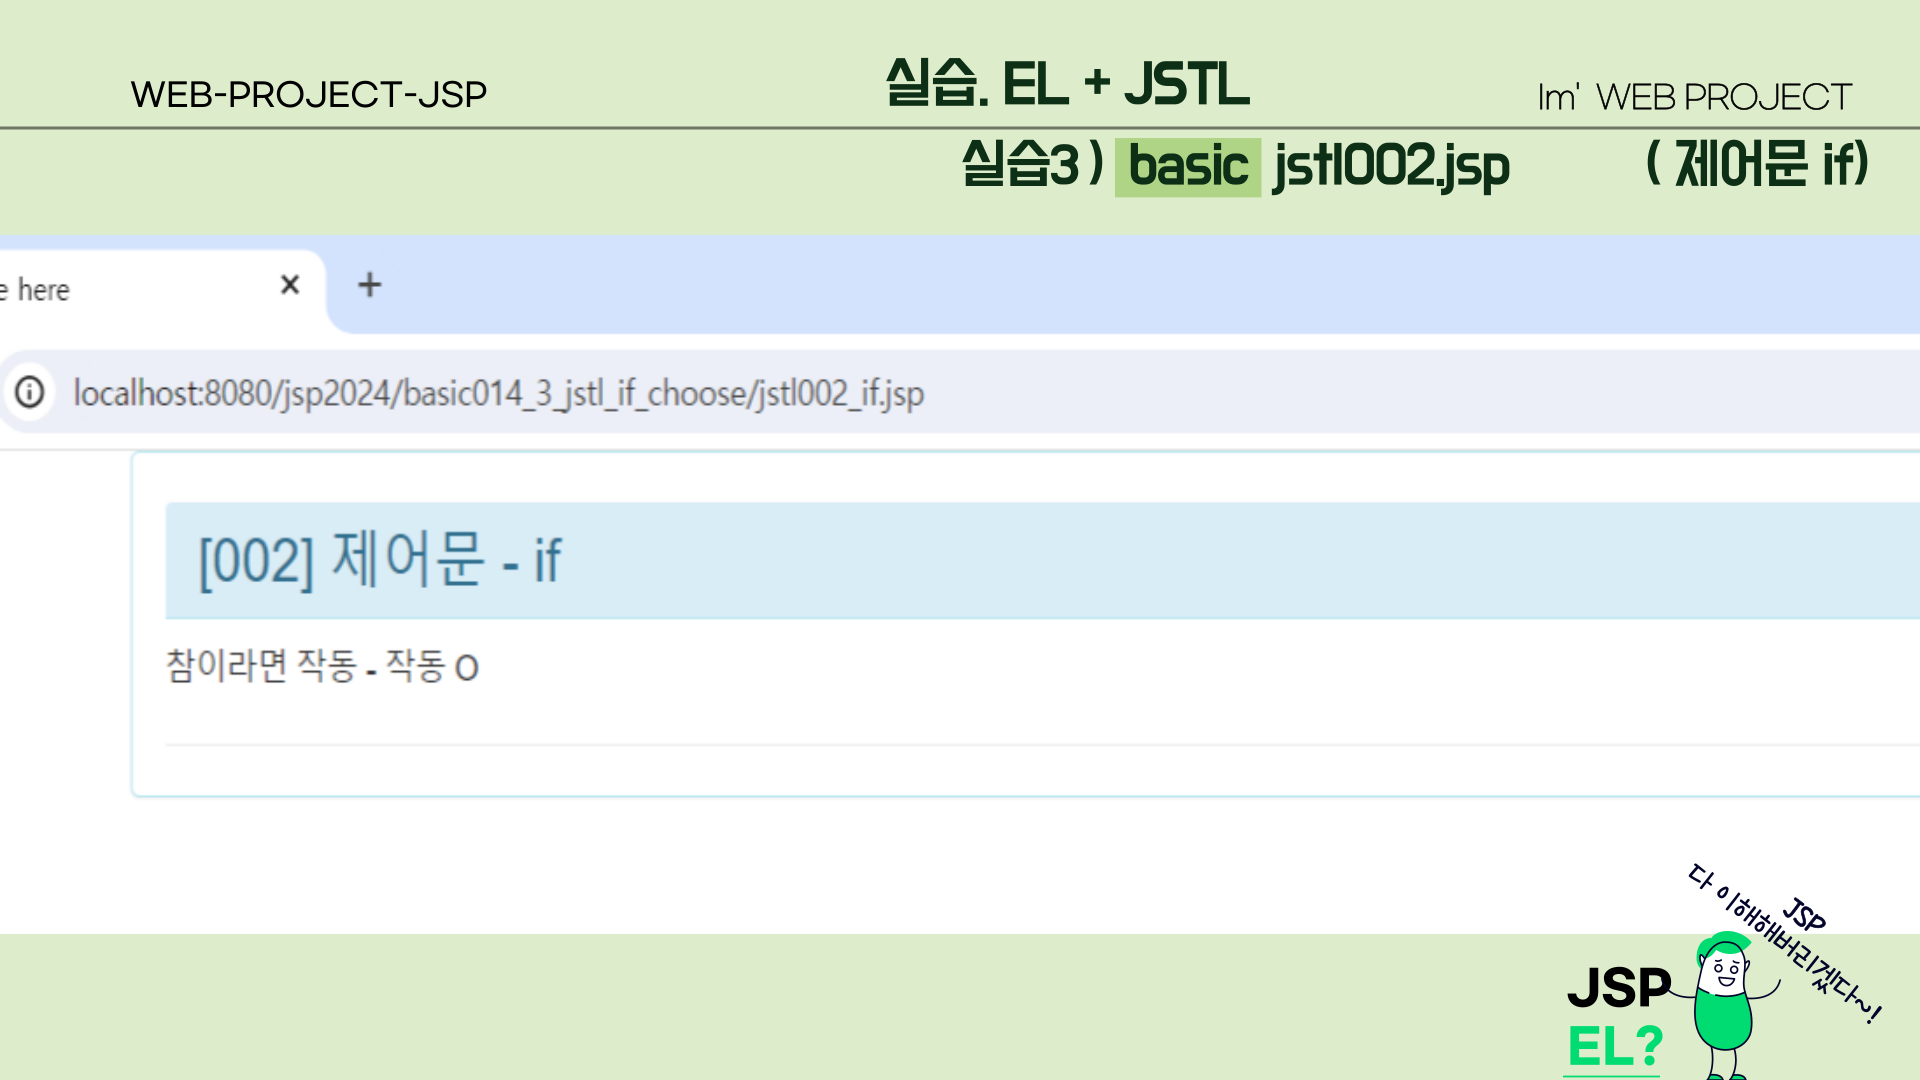 WEB-PROJECT-JSP
실습. EL + JSTL
Im' WEB PROJECT
실습3 ) basic jstl002.jsp ( 제어문 if)
e here
localhost:8080/jsp2024/basic014_3_jstl_if_choose/jstl002_if.jsp
[002] 제어문 - if
참이라면 작동 - 작동 O
JSP
다 이해해버리겠다~!
JSP
EL?